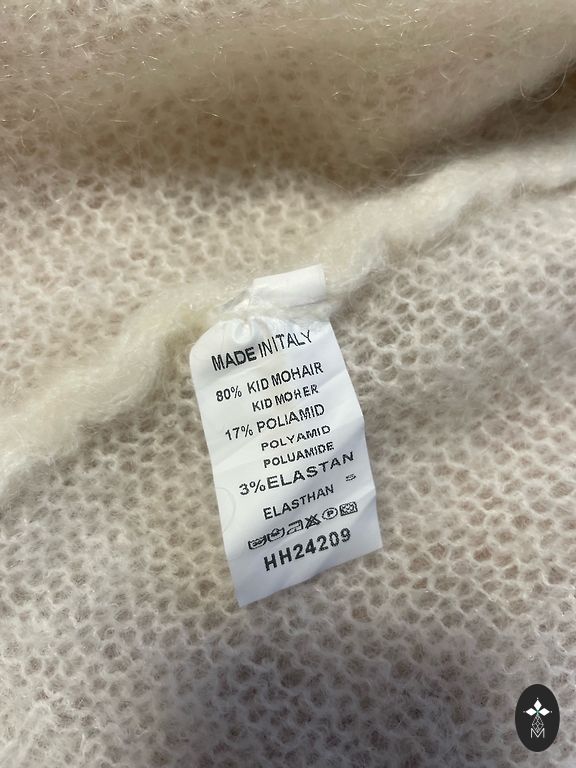 MADE IN ITALY
80% KID MOHAIR
KID MOHER
17% POLIAMID
POLYAMID
POLUAMIDE
3% ELASTAN
ELASTHAN S
P
HH24209
M